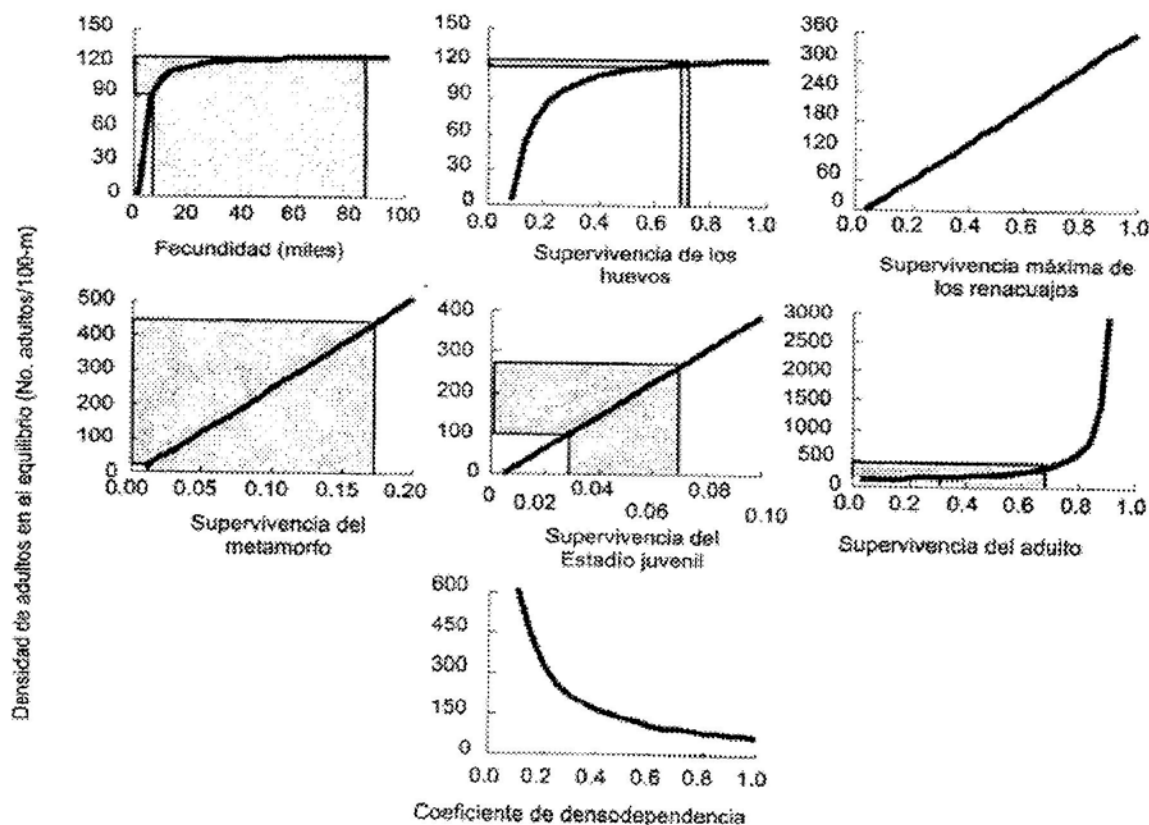 Densidad de adultos en el equilibrio (No. adultos/100-m)
150
120
90
60
30
0
0 20 40 60 80 100
Fecundidad (miles)
150
120
90
60
30
0
0.0 0.2 0.4 0.6 0.8 1.0
Supervivencia de los
huevos
360
300
240
180
120
60
0
0.0 0.2 0.4 0.6 0.8 1.0
Supervivencia máxima de
los renacuajos
500
400
300
200
100
0
0.00 0.05 0.10 0.15 0.20
Supervivencia del
metamorfo
400
300
200
100
0
0 0.02 0.04 0.06 0.08 0.10
Supervivencia del
Estadio juvenil
3000
2500
2000
1500
1000
500
0
0.0 0.2 0.4 0.6 0.8 1.0
Supervivencia del adulto
600
450
300
150
0
0.0 0.2 0.4 0.6 0.8 1.0
Coeficiente de densodependencia